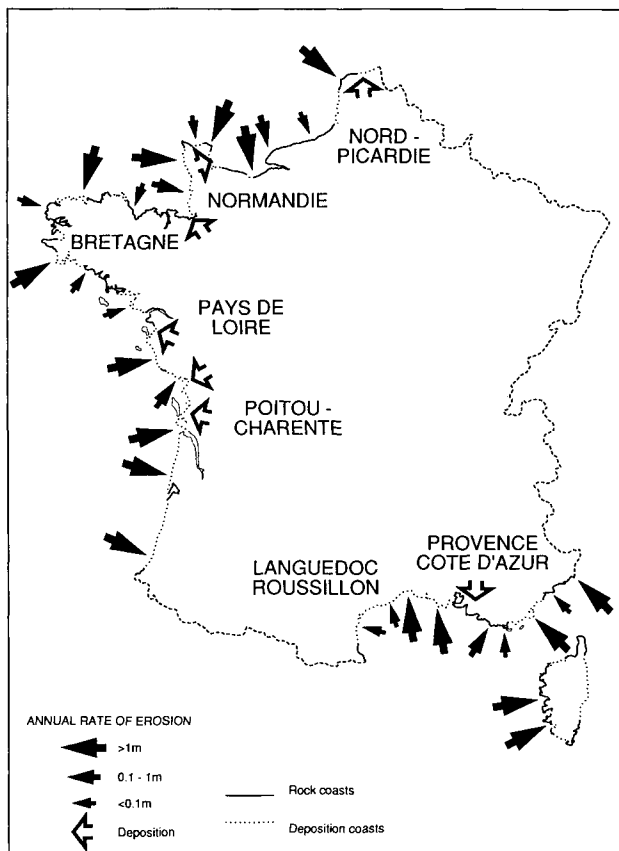 NORD -
PICARDIE
NORMANDIE
BRETAGNE
PAYS DE
LOIRE
POITOU -
CHARENTE
PROVENCE
COTE D'AZUR
LANGUEDOC
ROUSSILLON
ANNUAL RATE OF EROSION
>1m
0.1 - 1m
<0.1m
Deposition
Rock coasts
Deposition coasts